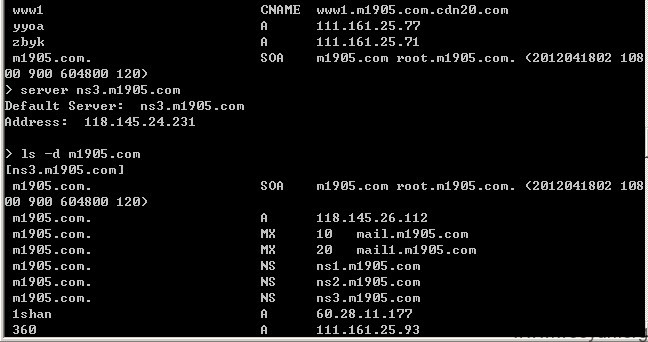 www1 CNAME www1.m1905.com.cdn20.com
yyoa A 111.161.25.77
zbyk A 111.161.25.71
m1905.com. SOA m1905.com root.m1905.com. (2012041802 108
00 900 604800 120)
> server ns3.m1905.com
Default Server: ns3.m1905.com
Address: 118.145.24.231
> ls -d m1905.com
[ns3.m1905.com]
m1905.com. SOA m1905.com root.m1905.com. (2012041802 108
00 900 604800 120)
m1905.com. A 118.145.26.112
m1905.com. MX 10 mail.m1905.com
m1905.com. MX 20 mail1.m1905.com
m1905.com. NS ns1.m1905.com
m1905.com. NS ns2.m1905.com
m1905.com. NS ns3.m1905.com
1shan A 60.28.11.177
360 A 111.161.25.93